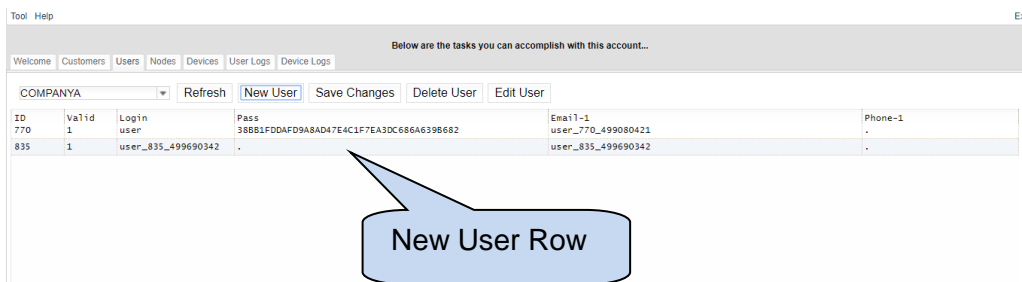 Tool Help Ex
Below are the tasks you can accomplish with this account...
Welcome Customers Users Nodes Devices User Logs Device Logs
COMPANYA Refresh New User Save Changes Delete User Edit User
ID Valid Login Pass Email-1 Phone-1
770 1 user 38BB1FDDAFD9A8AD47E4C1F7EA3DC686A639B682 user_770_499080421 .
835 1 user_835_499690342 . user_835_499690342 .
New User Row